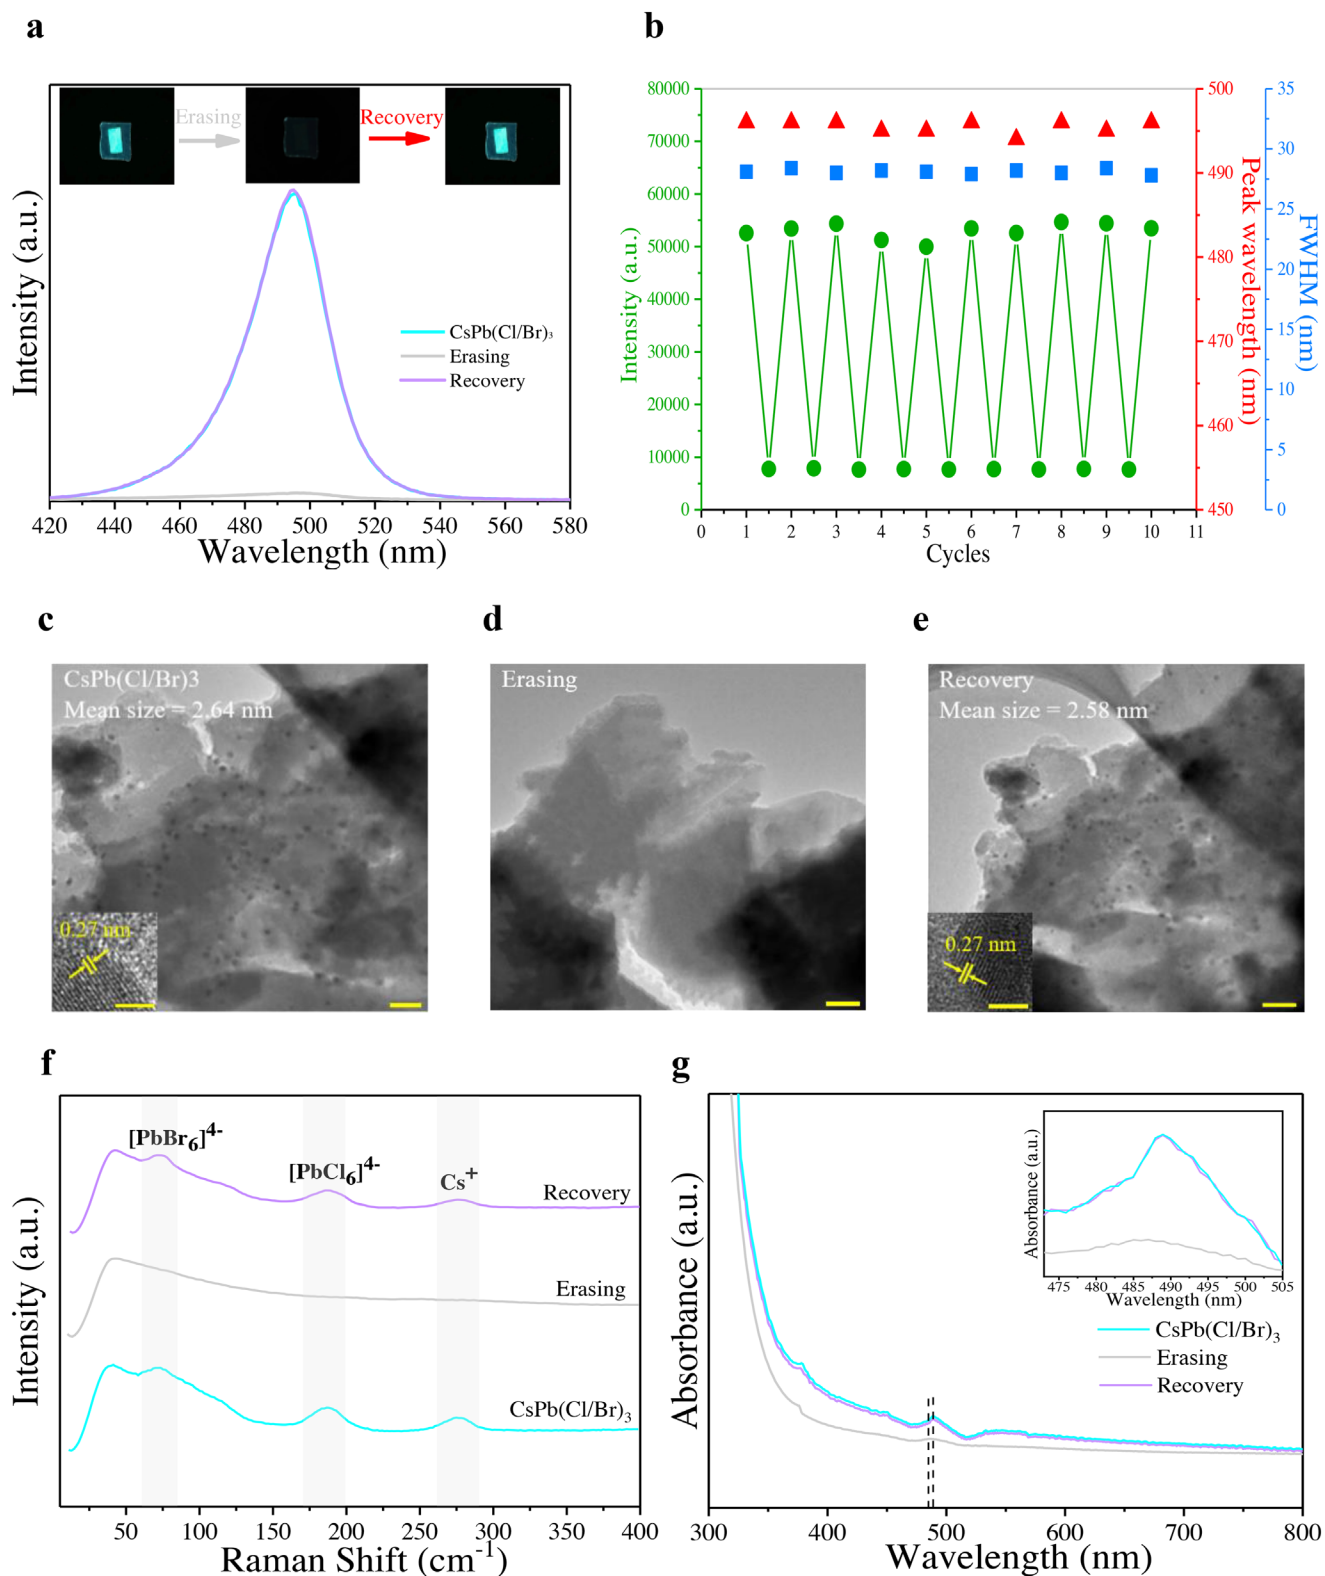 a
Erasing
Recovery
Intensity (a.u.)
CsPb(Cl/Br)₃
Erasing
Recovery
420 440 460 480 500 520 540 560 580
Wavelength (nm)
b
80000
70000
60000
50000
40000
30000
20000
10000
0
Intensity (a.u.)
0 1 2 3 4 5 6 7 8 9 10 11
Cycles
500
490
480
470
460
450
Peak wavelength (nm)
35
30
25
20
15
10
5
0
FWHM (nm)
c
CsPb(Cl/Br)3
Mean size = 2.64 nm
0.27 nm
d
Erasing
e
Recovery
Mean size = 2.58 nm
0.27 nm
f
[PbBr₆]⁴⁻
[PbCl₆]⁴⁻
Cs⁺
Recovery
Erasing
CsPb(Cl/Br)₃
Intensity (a.u.)
50 100 150 200 250 300 350 400
Raman Shift (cm⁻¹)
g
Absorbance (a.u.)
Absorbance (a.u.)
475 480 485 490 495 500 505
Wavelength (nm)
CsPb(Cl/Br)₃
Erasing
Recovery
300 400 500 600 700 800
Wavelength (nm)